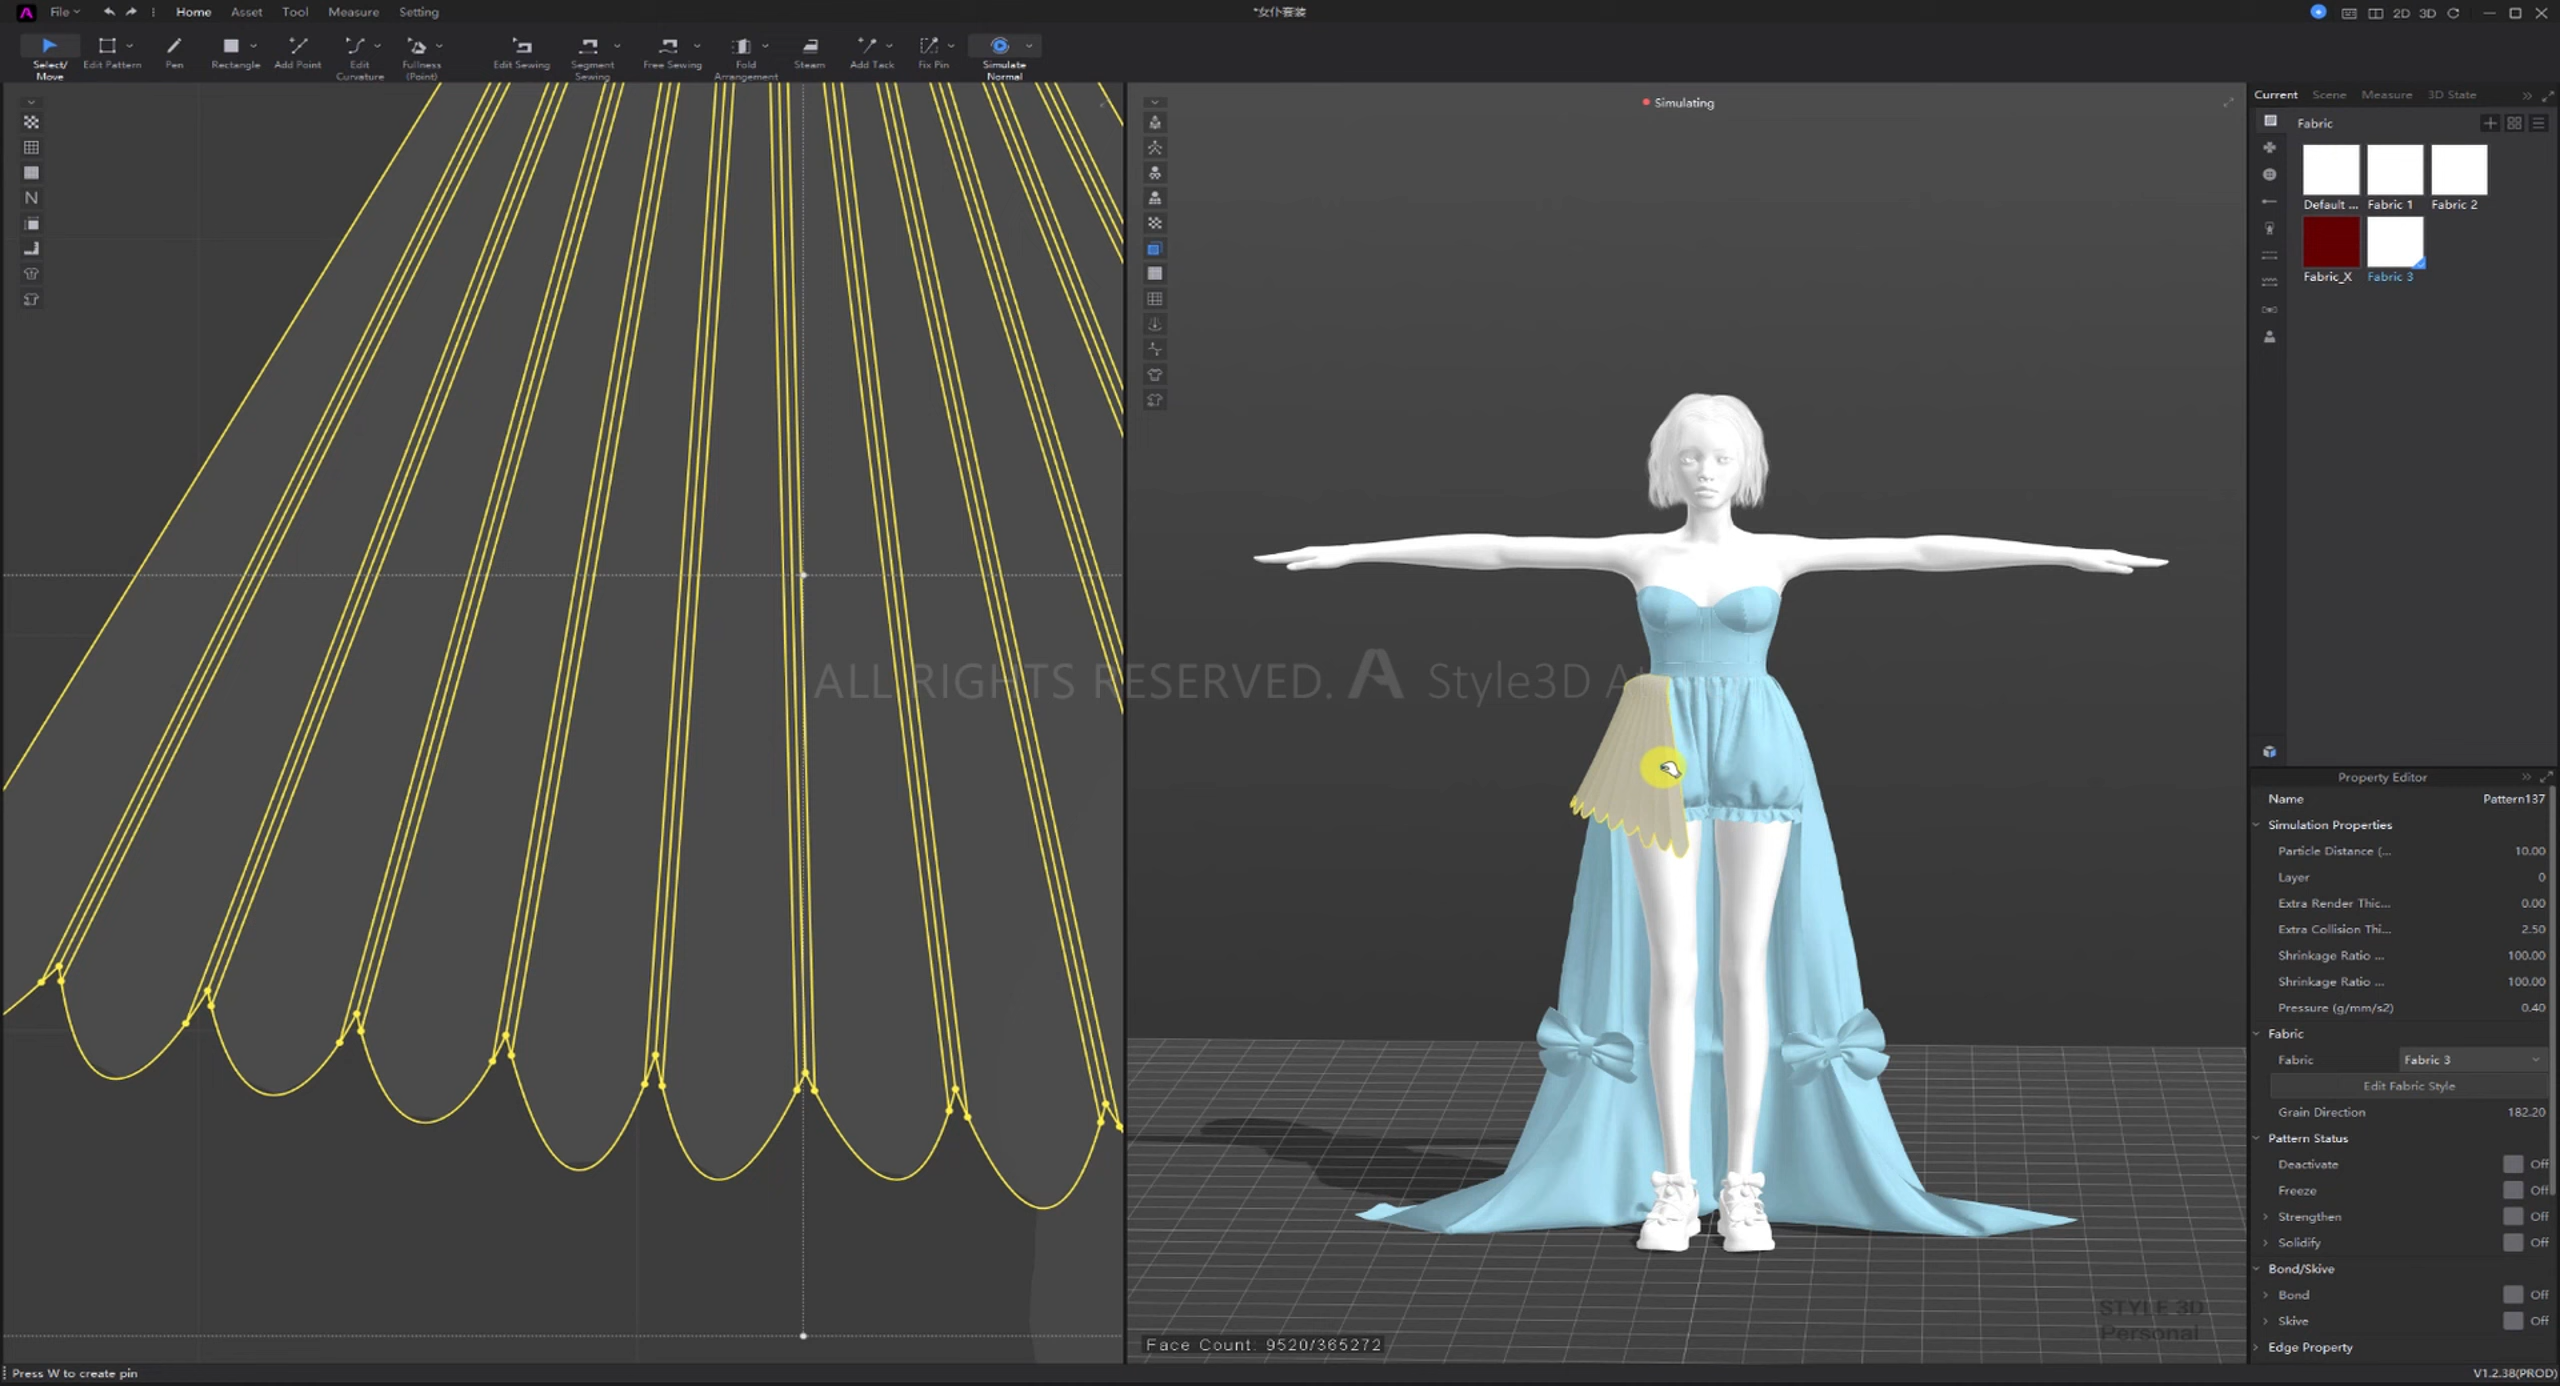 File Home Asset Tool Measure Setting
*女仆套装
2D 3D
Select/Move Edit Pattern Pen Rectangle Add Point Edit Curvature Fullness (Point) Edit Sewing Segment Sewing Free Sewing Fold Arrangement Steam Add Tack Fix Pin Simulate Normal
Simulating
Current Scene Measure 3D State
Fabric
Default ... Fabric 1 Fabric 2
Fabric_X Fabric 3
ALL RIGHTS RESERVED. Style3D At
Property Editor
Name Pattern137
Simulation Properties
Particle Distance (... 10.00
Layer 0
Extra Render Thic... 0.00
Extra Collision Thi... 2.50
Shrinkage Ratio ... 100.00
Shrinkage Ratio ... 100.00
Pressure (g/mm/s2) 0.40
Fabric
Fabric Fabric 3
Edit Fabric Style
Grain Direction 182.20
Pattern Status
Deactivate Off
Freeze Off
Strengthen Off
Solidify Off
Bond/Skive
Bond Off
Skive Off
Edge Property
STYLE 3D
Personal
Face Count: 9520/365272
Press W to create pin
V1.2.38(PROD)